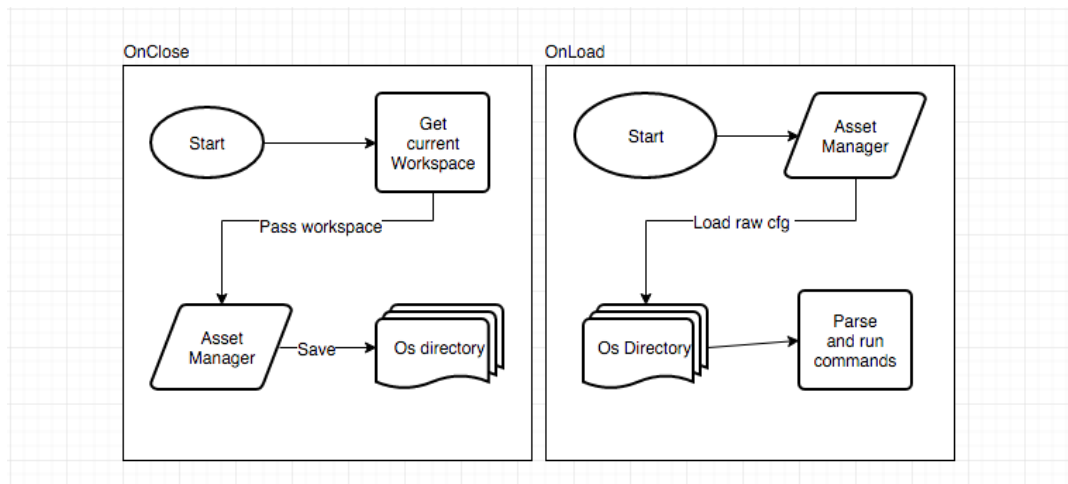 OnClose
Start
Get
current
Workspace
Pass workspace
Asset
Manager
Save
Os directory
OnLoad
Start
Asset
Manager
Load raw cfg
Os Directory
Parse
and run
commands